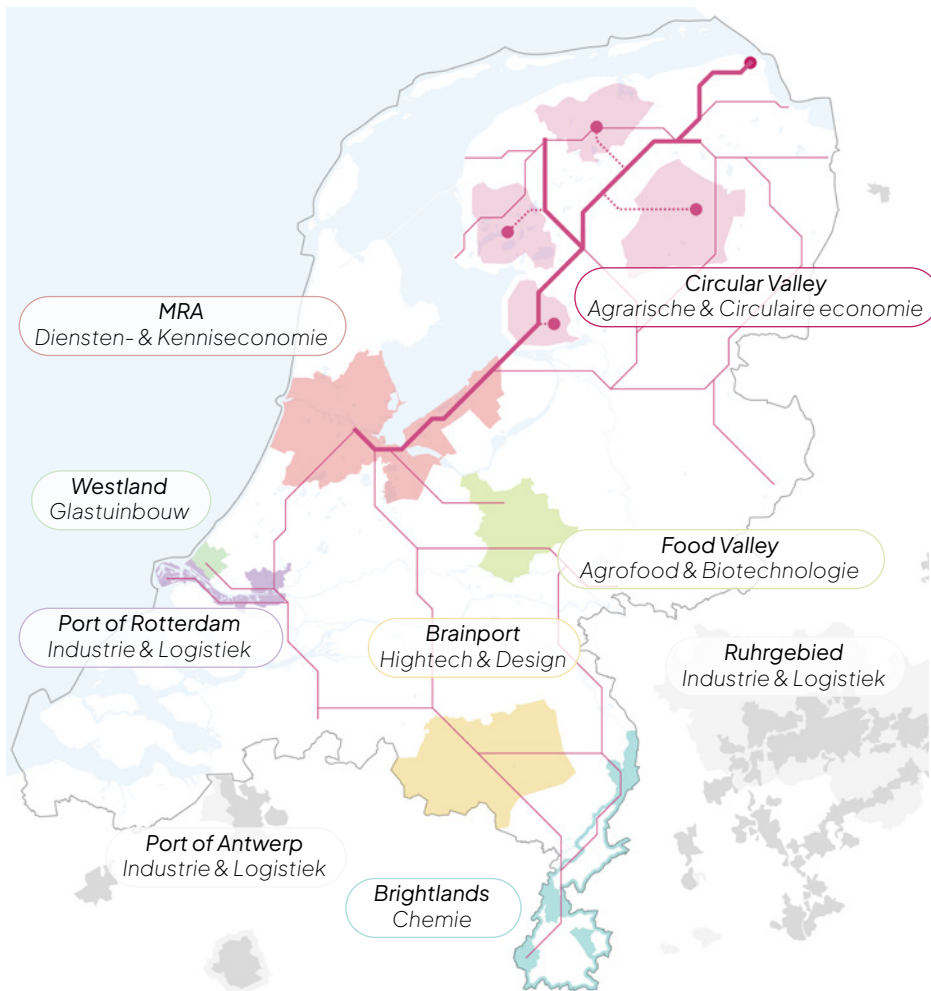 Circular Valley
Agrarische & Circulaire economie
MRA
Diensten- & Kenniseconomie
Westland
Glastuinbouw
Food Valley
Agrofood & Biotechnologie
Port of Rotterdam
Industrie & Logistiek
Brainport
Hightech & Design
Ruhrgebied
Industrie & Logistiek
Port of Antwerp
Industrie & Logistiek
Brightlands
Chemie